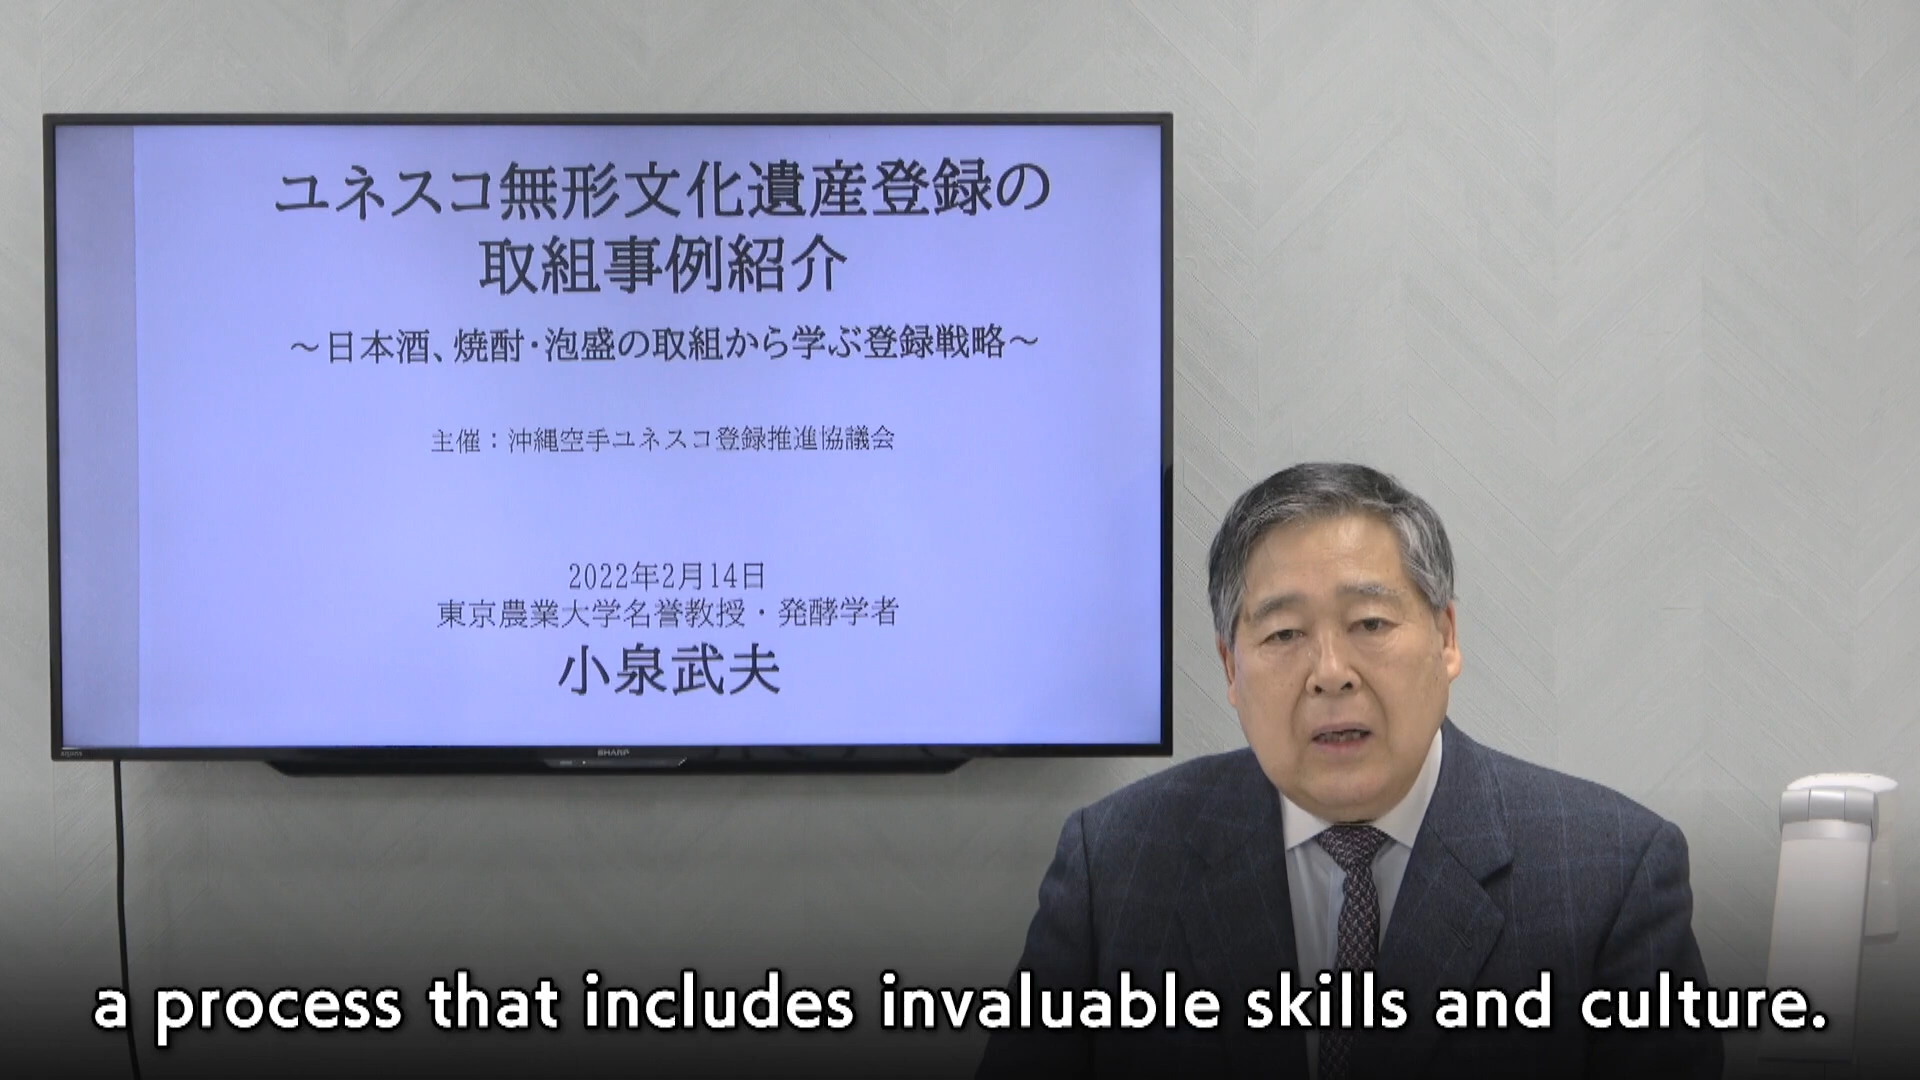 ユネスコ無形文化遺産登録の
取組事例紹介
～日本酒、焼酎・泡盛の取組から学ぶ登録戦略～
主催：沖縄空手ユネスコ登録推進協議会
2022年2月14日
東京農業大学名誉教授・発酵学者
小泉武夫
SHARP
a process that includes invaluable skills and culture.